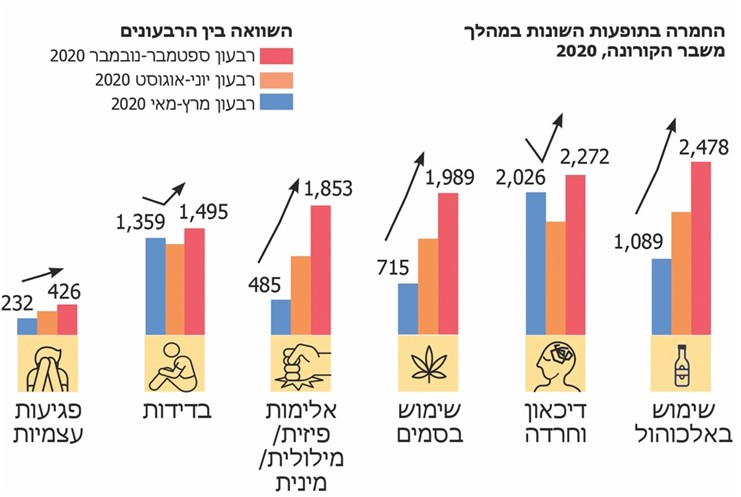 החמרה בתופעות השונות במהלך
משבר הקורונה, 2020
השוואה בין הרבעונים
רבעון ספטמבר-נובמבר 2020
רבעון יוני-אוגוסט 2020
רבעון מרץ-מאי 2020
2,478
1,089
שימוש
באלכוהול
2,272
2,026
דיכאון
וחרדה
1,989
715
שימוש
בסמים
1,853
485
אלימות
פיזית/
מילולית/
מינית
1,495
1,359
בדידות
426
232
פגיעות
עצמיות